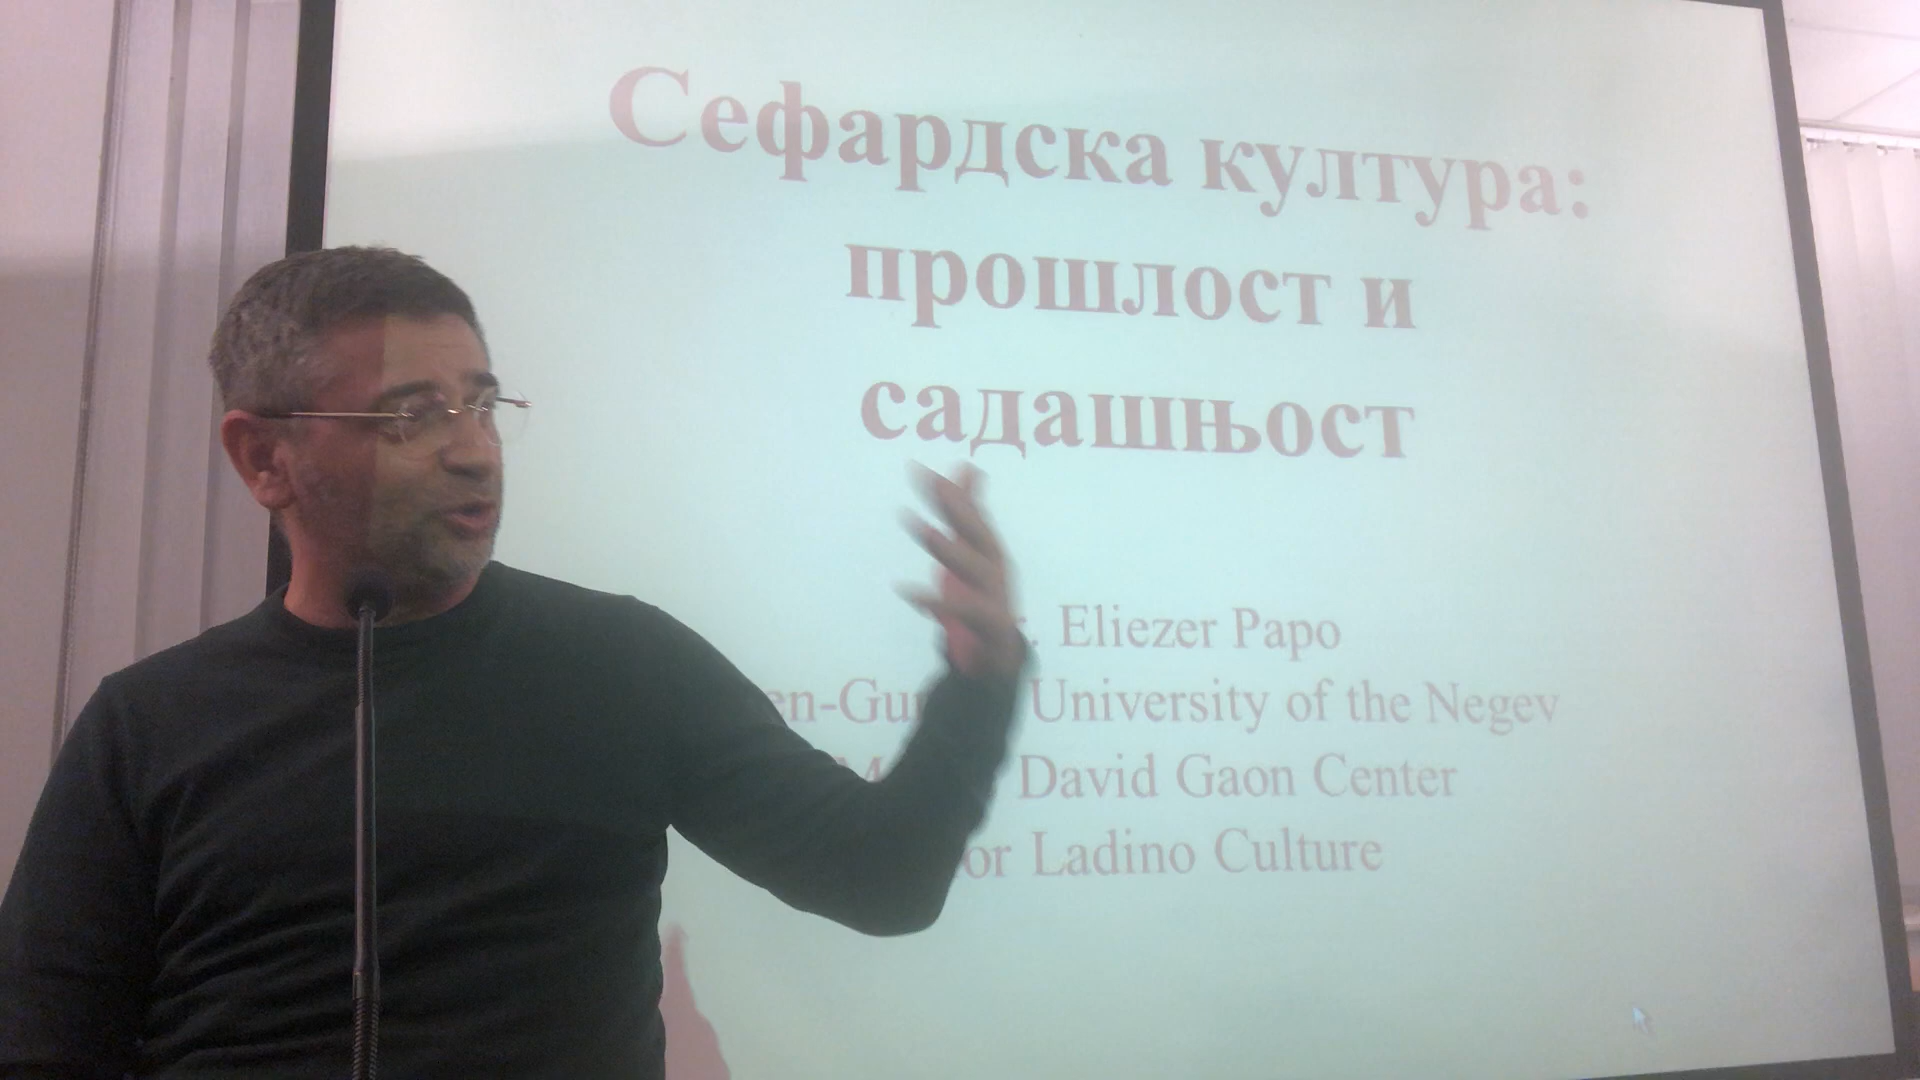 Сефардска култура:
прошлост и
садашњост
Eliezer Papo
University of the Negev
David Gaon Center
Ladino Culture